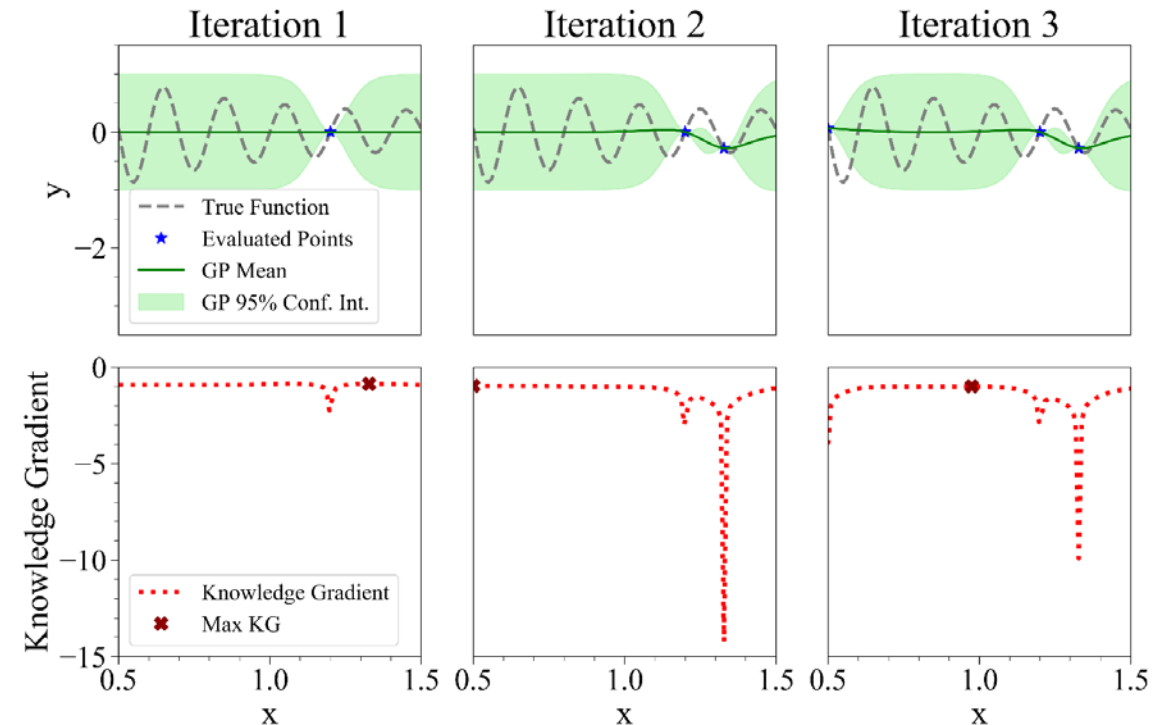 Iteration 1
Iteration 2
Iteration 3
y
0
−2
True Function
Evaluated Points
GP Mean
GP 95% Conf. Int.
Knowledge Gradient
0
−5
−10
−15
Knowledge Gradient
Max KG
0.5 1.0 1.5
0.5 1.0 1.5
0.5 1.0 1.5
x
x
x